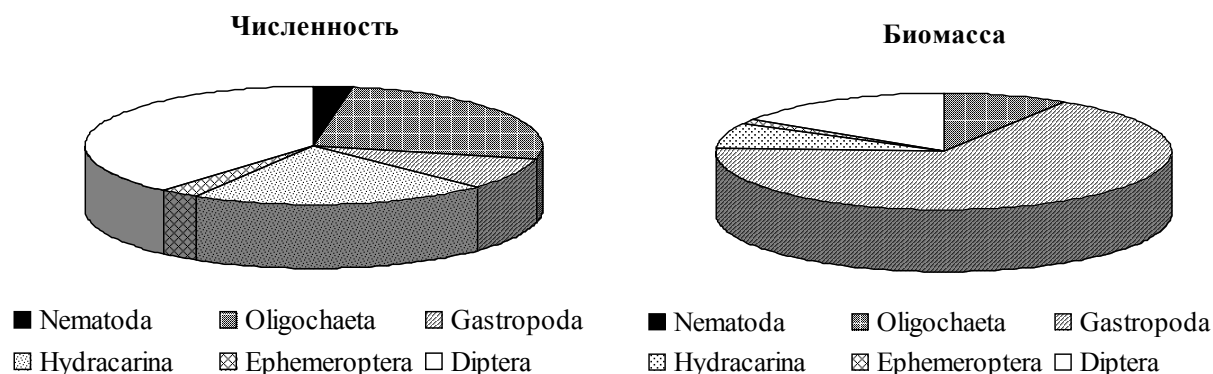 Численность
Nematoda Oligochaeta Gastropoda
Hydracarina Ephemeroptera Diptera
Биомасса
Nematoda Oligochaeta Gastropoda
Hydracarina Ephemeroptera Diptera